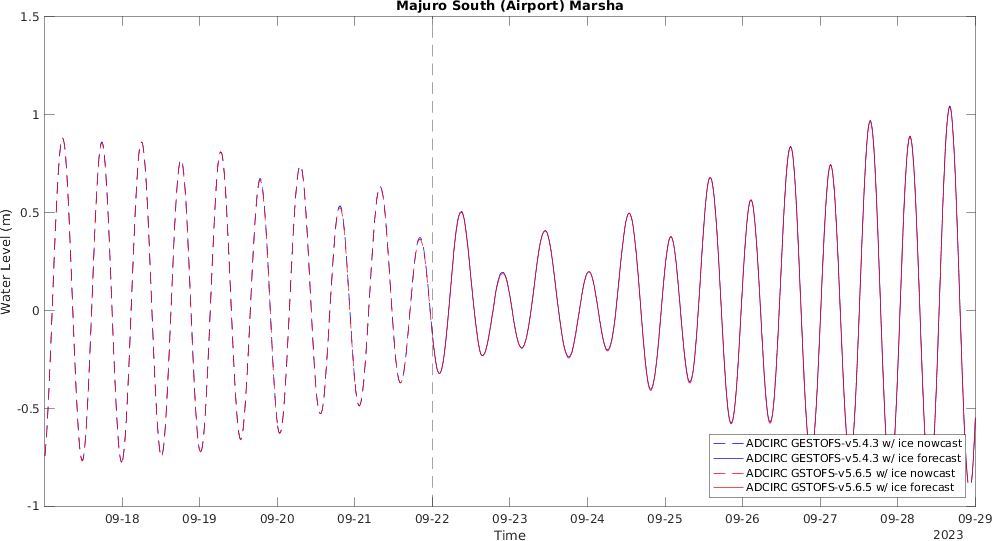 Majuro South (Airport) Marsha
1.5
1
0.5
0
-0.5
-1
Water Level (m)
ADCIRC GESTOFS-v5.4.3 w/ ice nowcast
ADCIRC GESTOFS-v5.4.3 w/ ice forecast
ADCIRC GSTOFS-v5.6.5 w/ ice nowcast
ADCIRC GSTOFS-v5.6.5 w/ ice forecast
09-18 09-19 09-20 09-21 09-22 09-23 09-24 09-25 09-26 09-27 09-28 09-29
Time
2023